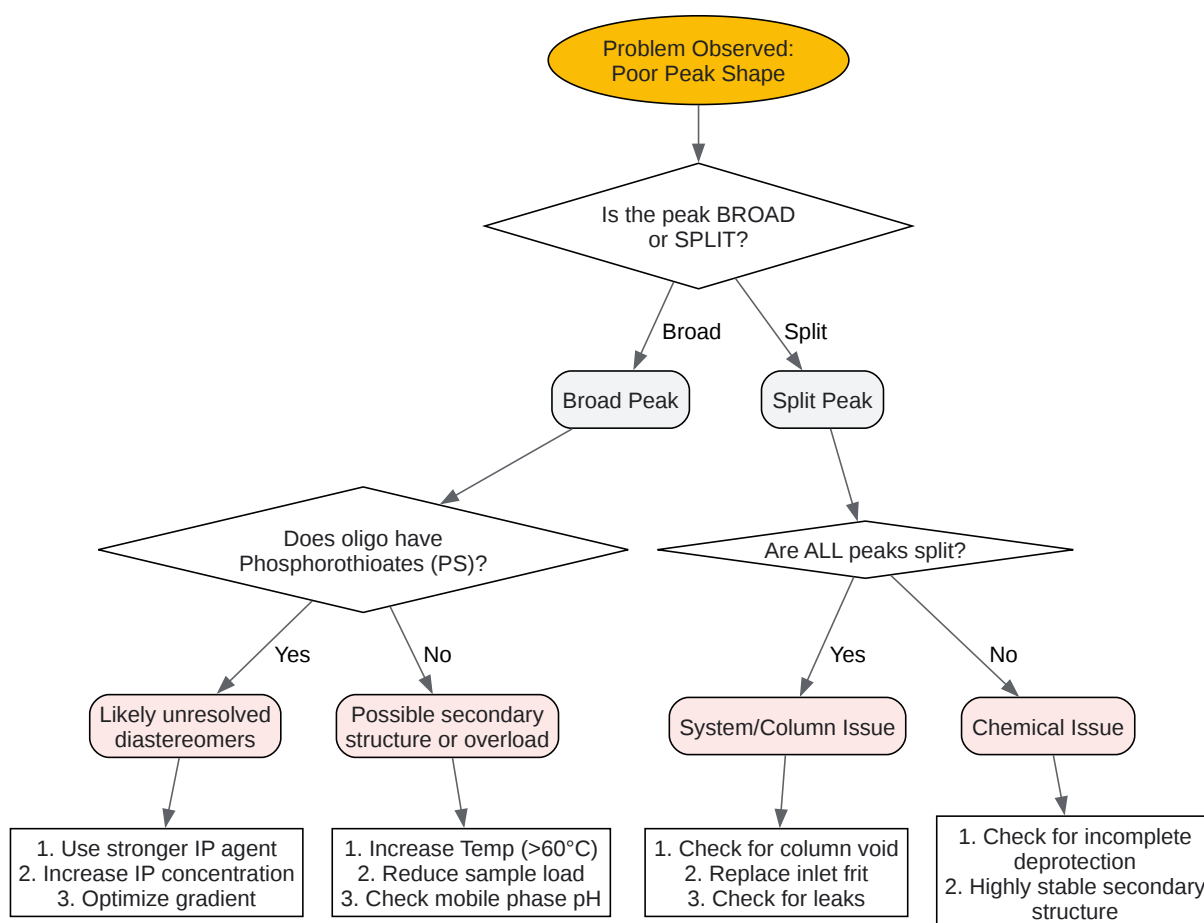 Problem Observed:
Poor Peak Shape
Is the peak BROAD
or SPLIT?
Broad
Split
Broad Peak
Split Peak
Does oligo have
Phosphorothioates (PS)?
Are ALL peaks split?
Yes
No
Yes
No
Likely unresolved
diastereomers
Possible secondary
structure or overload
System/Column Issue
Chemical Issue
1. Use stronger IP agent
2. Increase IP concentration
3. Optimize gradient
1. Increase Temp (>60°C)
2. Reduce sample load
3. Check mobile phase pH
1. Check for column void
2. Replace inlet frit
3. Check for leaks
1. Check for incomplete
deprotection
2. Highly stable secondary
structure